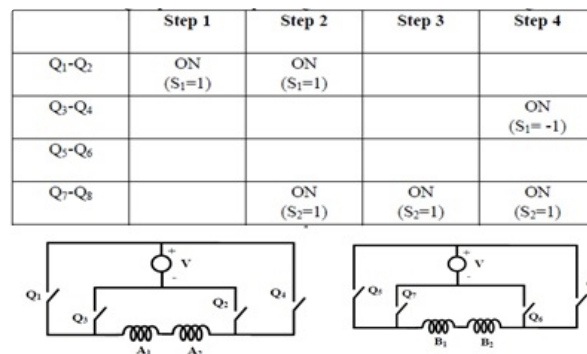 Step 1 Step 2 Step 3 Step 4
Q1-Q2 ON (S1=1) ON (S1=1)
Q3-Q4 ON (S1= -1)
Q5-Q6
Q7-Q8 ON (S2=1) ON (S2=1) ON (S2=1)
+
V
-
Q1
Q3
Q2
Q4
A1
A2
+
V
-
Q5
Q7
Q6
B1
B2